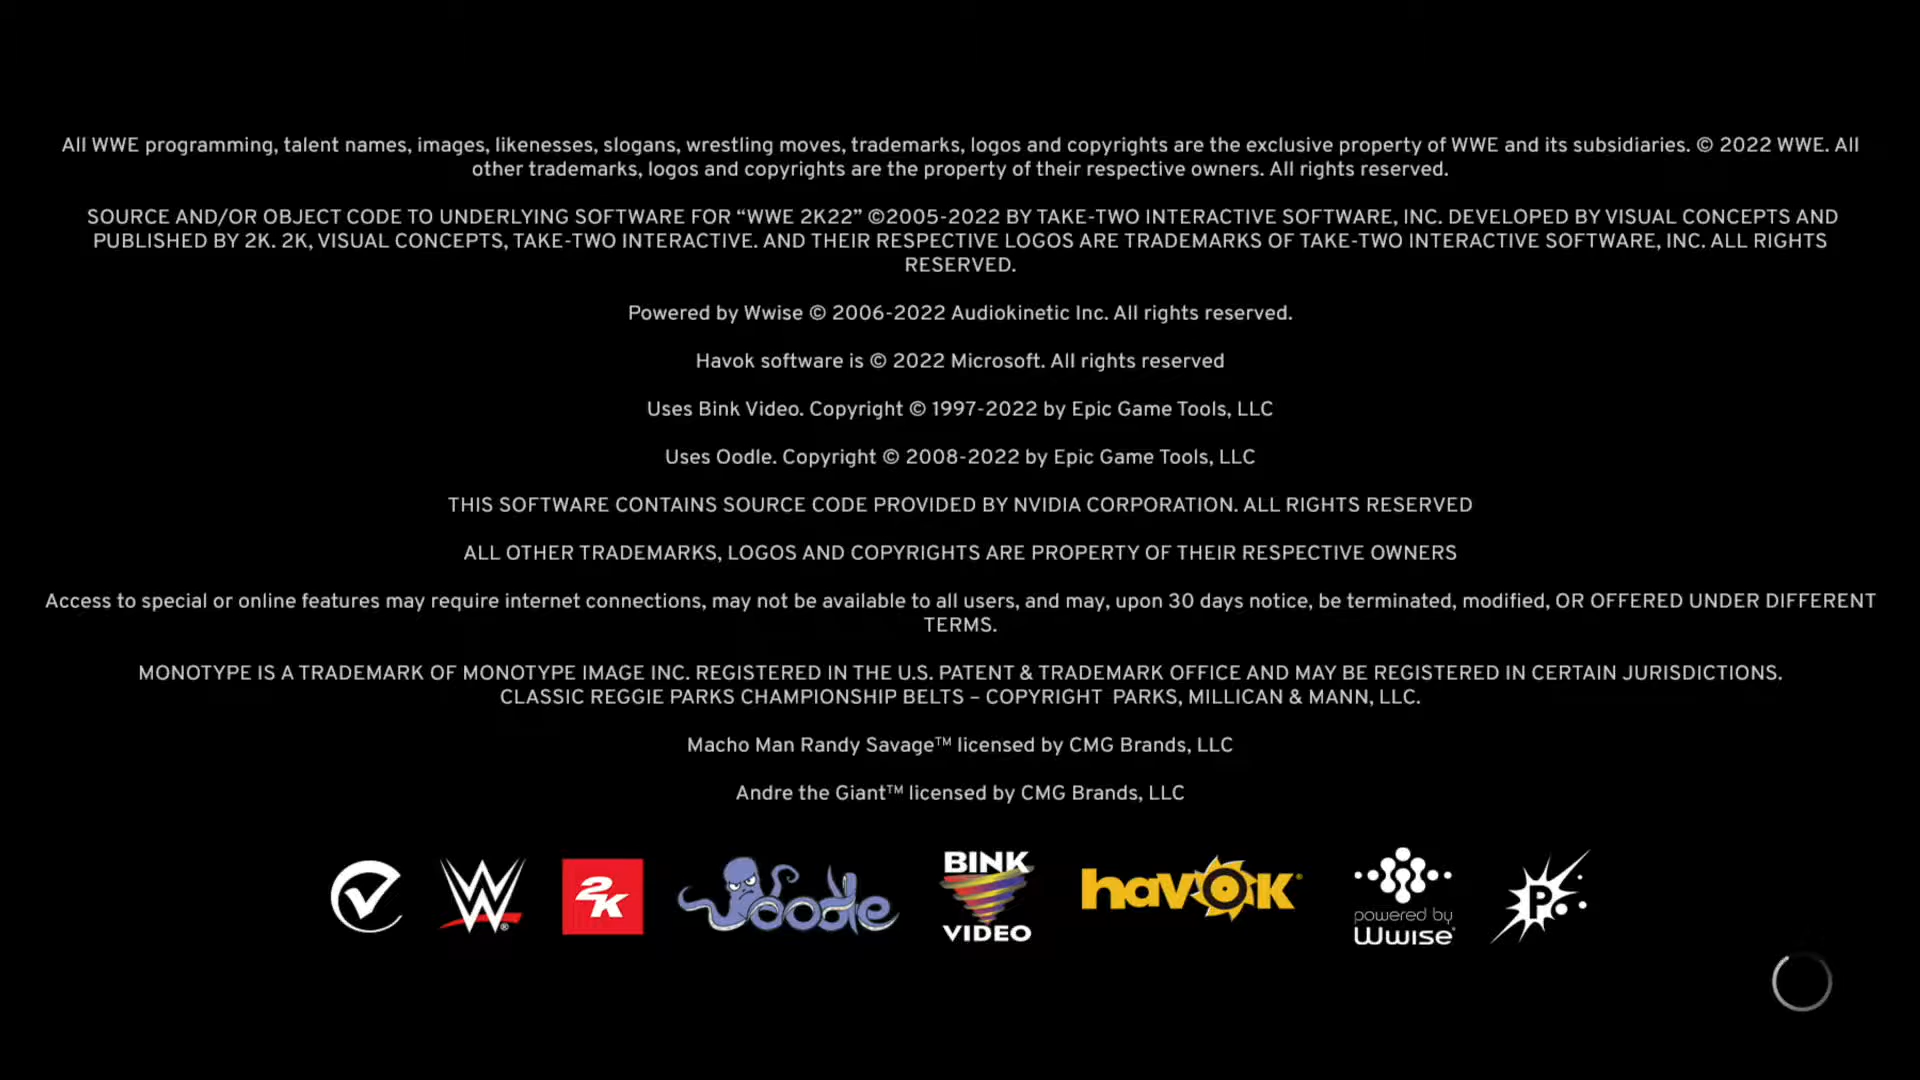 All WWE programming, talent names, images, likenesses, slogans, wrestling moves, trademarks, logos and copyrights are the exclusive property of WWE and its subsidiaries. © 2022 WWE. All
other trademarks, logos and copyrights are the property of their respective owners. All rights reserved.
SOURCE AND/OR OBJECT CODE TO UNDERLYING SOFTWARE FOR “WWE 2K22” ©2005-2022 BY TAKE-TWO INTERACTIVE SOFTWARE, INC. DEVELOPED BY VISUAL CONCEPTS AND
PUBLISHED BY 2K. 2K, VISUAL CONCEPTS, TAKE-TWO INTERACTIVE. AND THEIR RESPECTIVE LOGOS ARE TRADEMARKS OF TAKE-TWO INTERACTIVE SOFTWARE, INC. ALL RIGHTS
RESERVED.
Powered by Wwise © 2006-2022 Audiokinetic Inc. All rights reserved.
Havok software is © 2022 Microsoft. All rights reserved
Uses Bink Video. Copyright © 1997-2022 by Epic Game Tools, LLC
Uses Oodle. Copyright © 2008-2022 by Epic Game Tools, LLC
THIS SOFTWARE CONTAINS SOURCE CODE PROVIDED BY NVIDIA CORPORATION. ALL RIGHTS RESERVED
ALL OTHER TRADEMARKS, LOGOS AND COPYRIGHTS ARE PROPERTY OF THEIR RESPECTIVE OWNERS
Access to special or online features may require internet connections, may not be available to all users, and may, upon 30 days notice, be terminated, modified, OR OFFERED UNDER DIFFERENT
TERMS.
MONOTYPE IS A TRADEMARK OF MONOTYPE IMAGE INC. REGISTERED IN THE U.S. PATENT & TRADEMARK OFFICE AND MAY BE REGISTERED IN CERTAIN JURISDICTIONS.
CLASSIC REGGIE PARKS CHAMPIONSHIP BELTS – COPYRIGHT PARKS, MILLICAN & MANN, LLC.
Macho Man Randy Savage™ licensed by CMG Brands, LLC
Andre the Giant™ licensed by CMG Brands, LLC
W ® 2K oodle BINK VIDEO havok ® powered by Wwise P